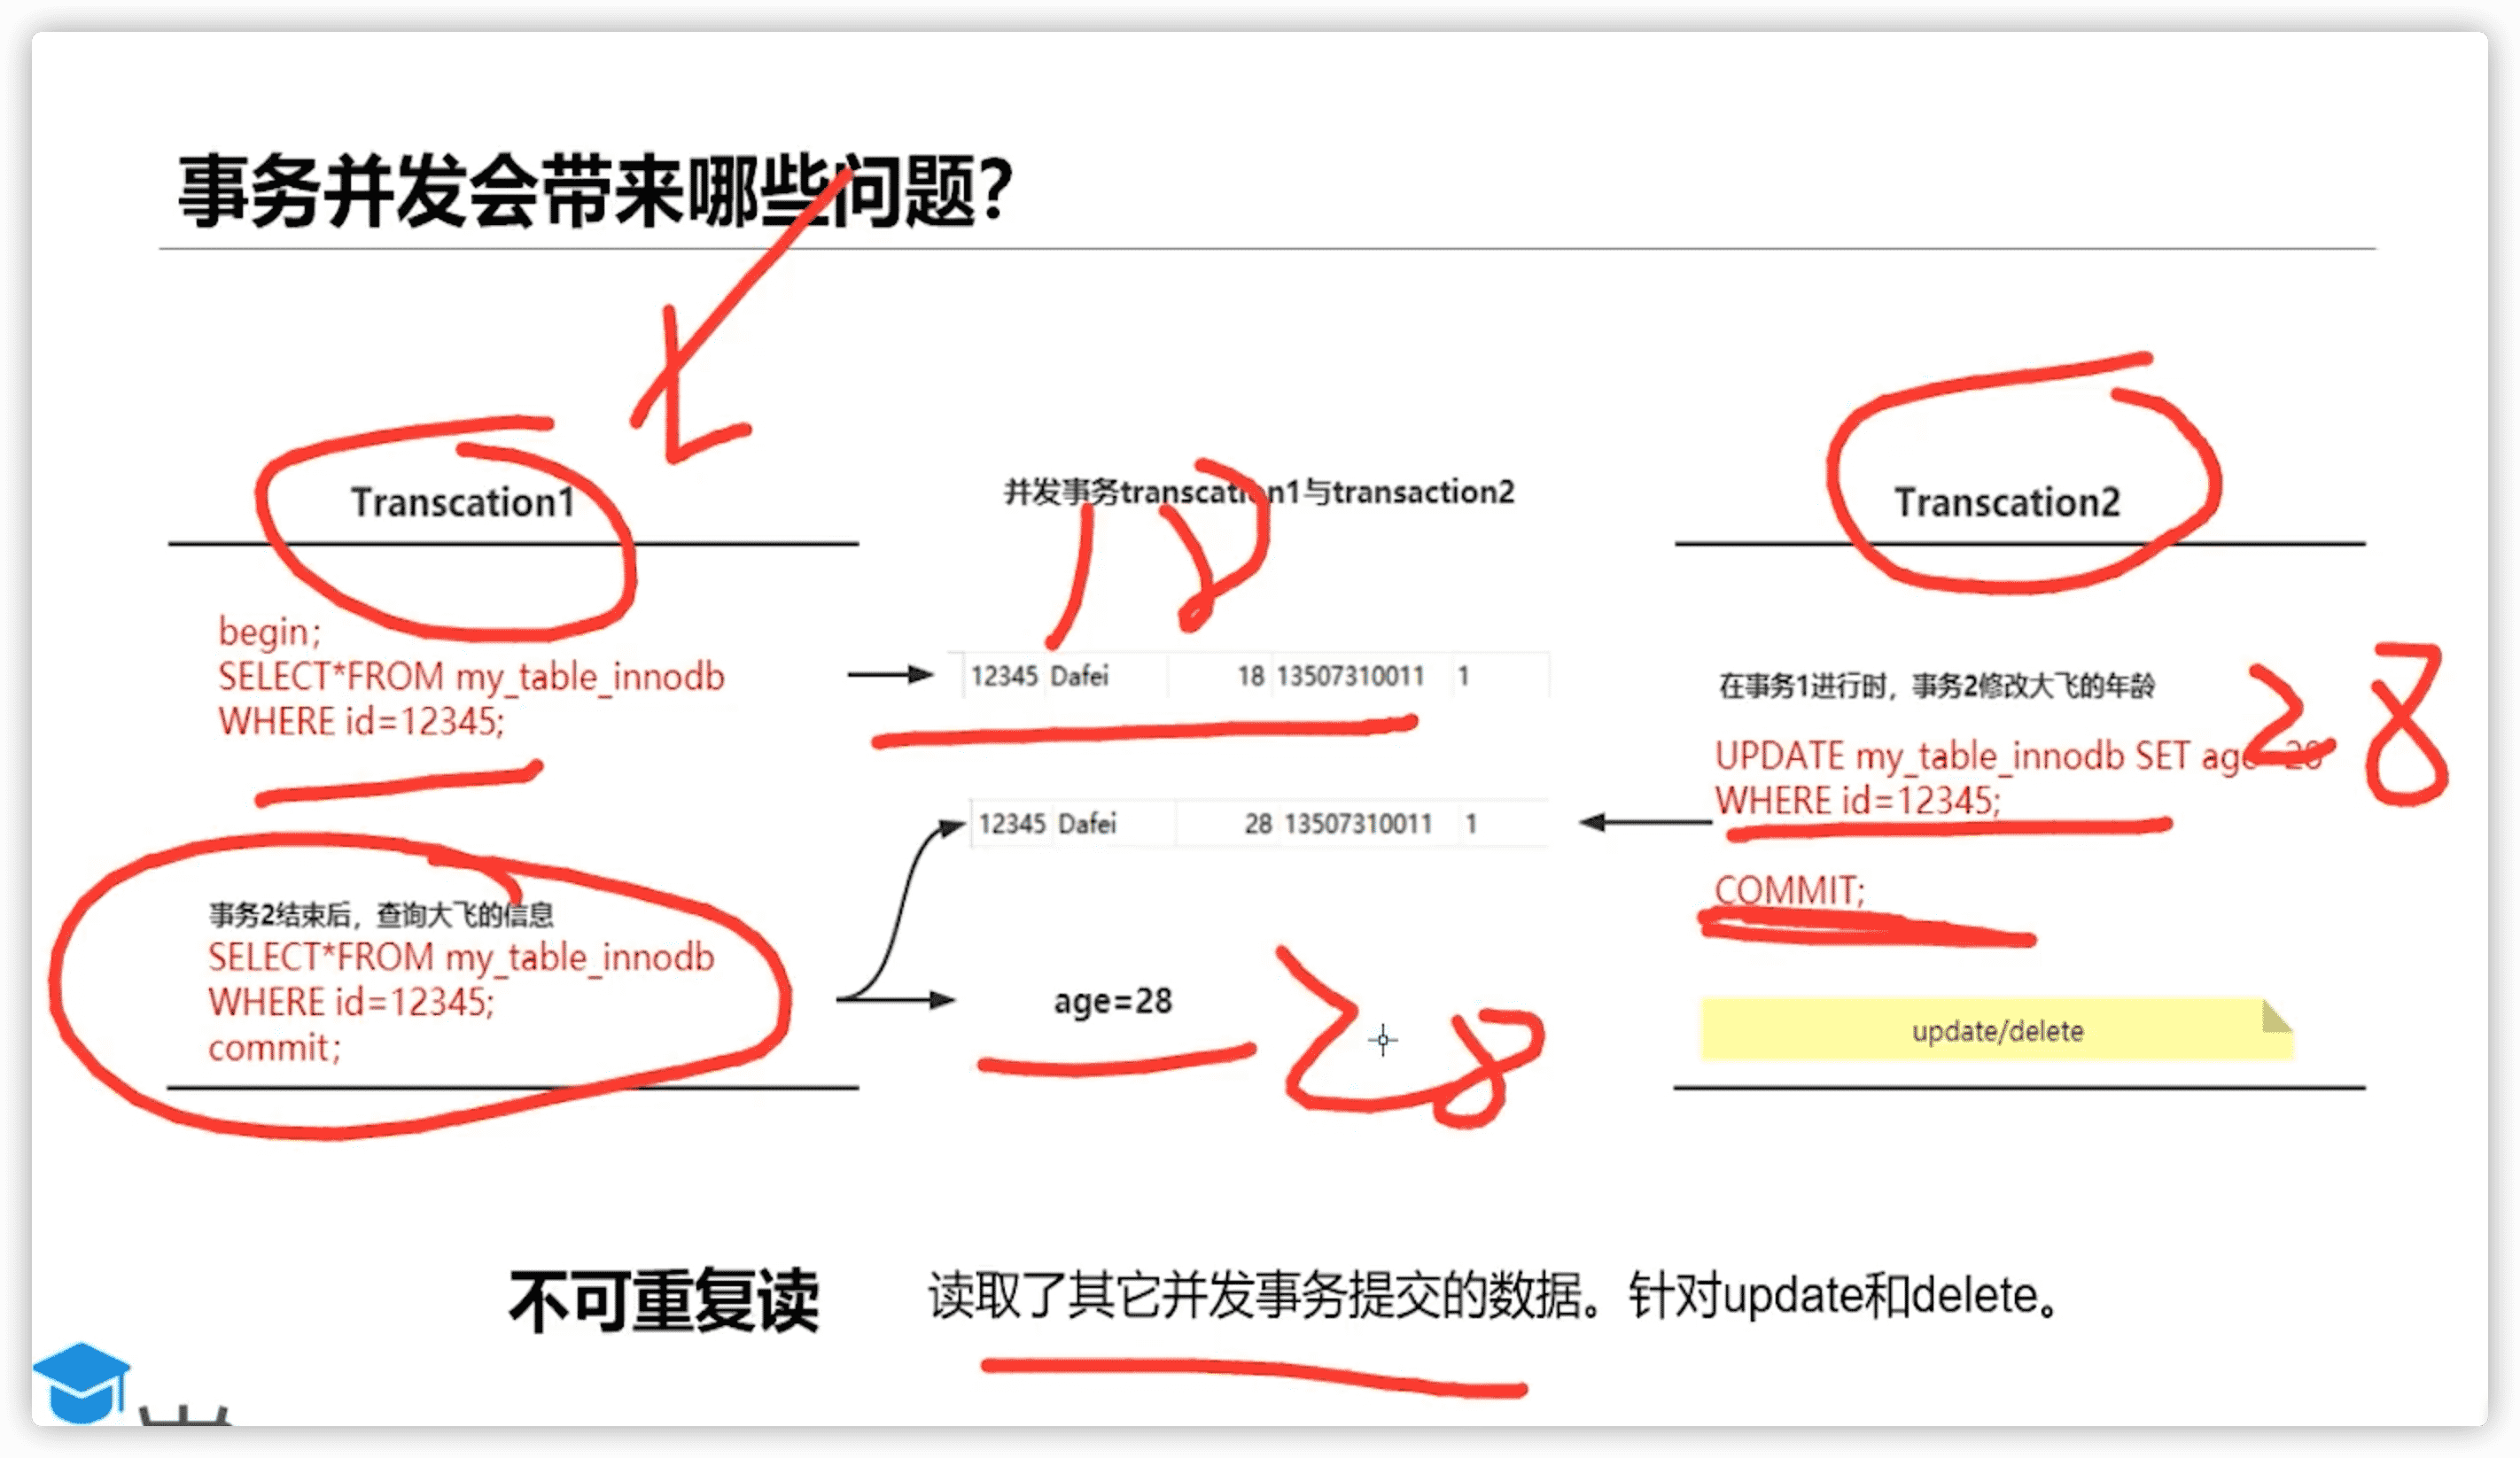 事务并发会带来哪些问题?
Transcation1
并发事务transcation1与transaction2
Transcation2
begin;
SELECT*FROM my_table_innodb
WHERE id=12345;
18
12345 Dafei 18 13507310011 1
在事务1进行时，事务2修改大飞的年龄
28
UPDATE my_table_innodb SET age
WHERE id=12345;
12345 Dafei 28 13507310011 1
COMMIT;
事务2结束后，查询大飞的信息
SELECT*FROM my_table_innodb
WHERE id=12345;
commit;
age=28
28
update/delete
不可重复读
读取了其它并发事务提交的数据。针对update和delete。